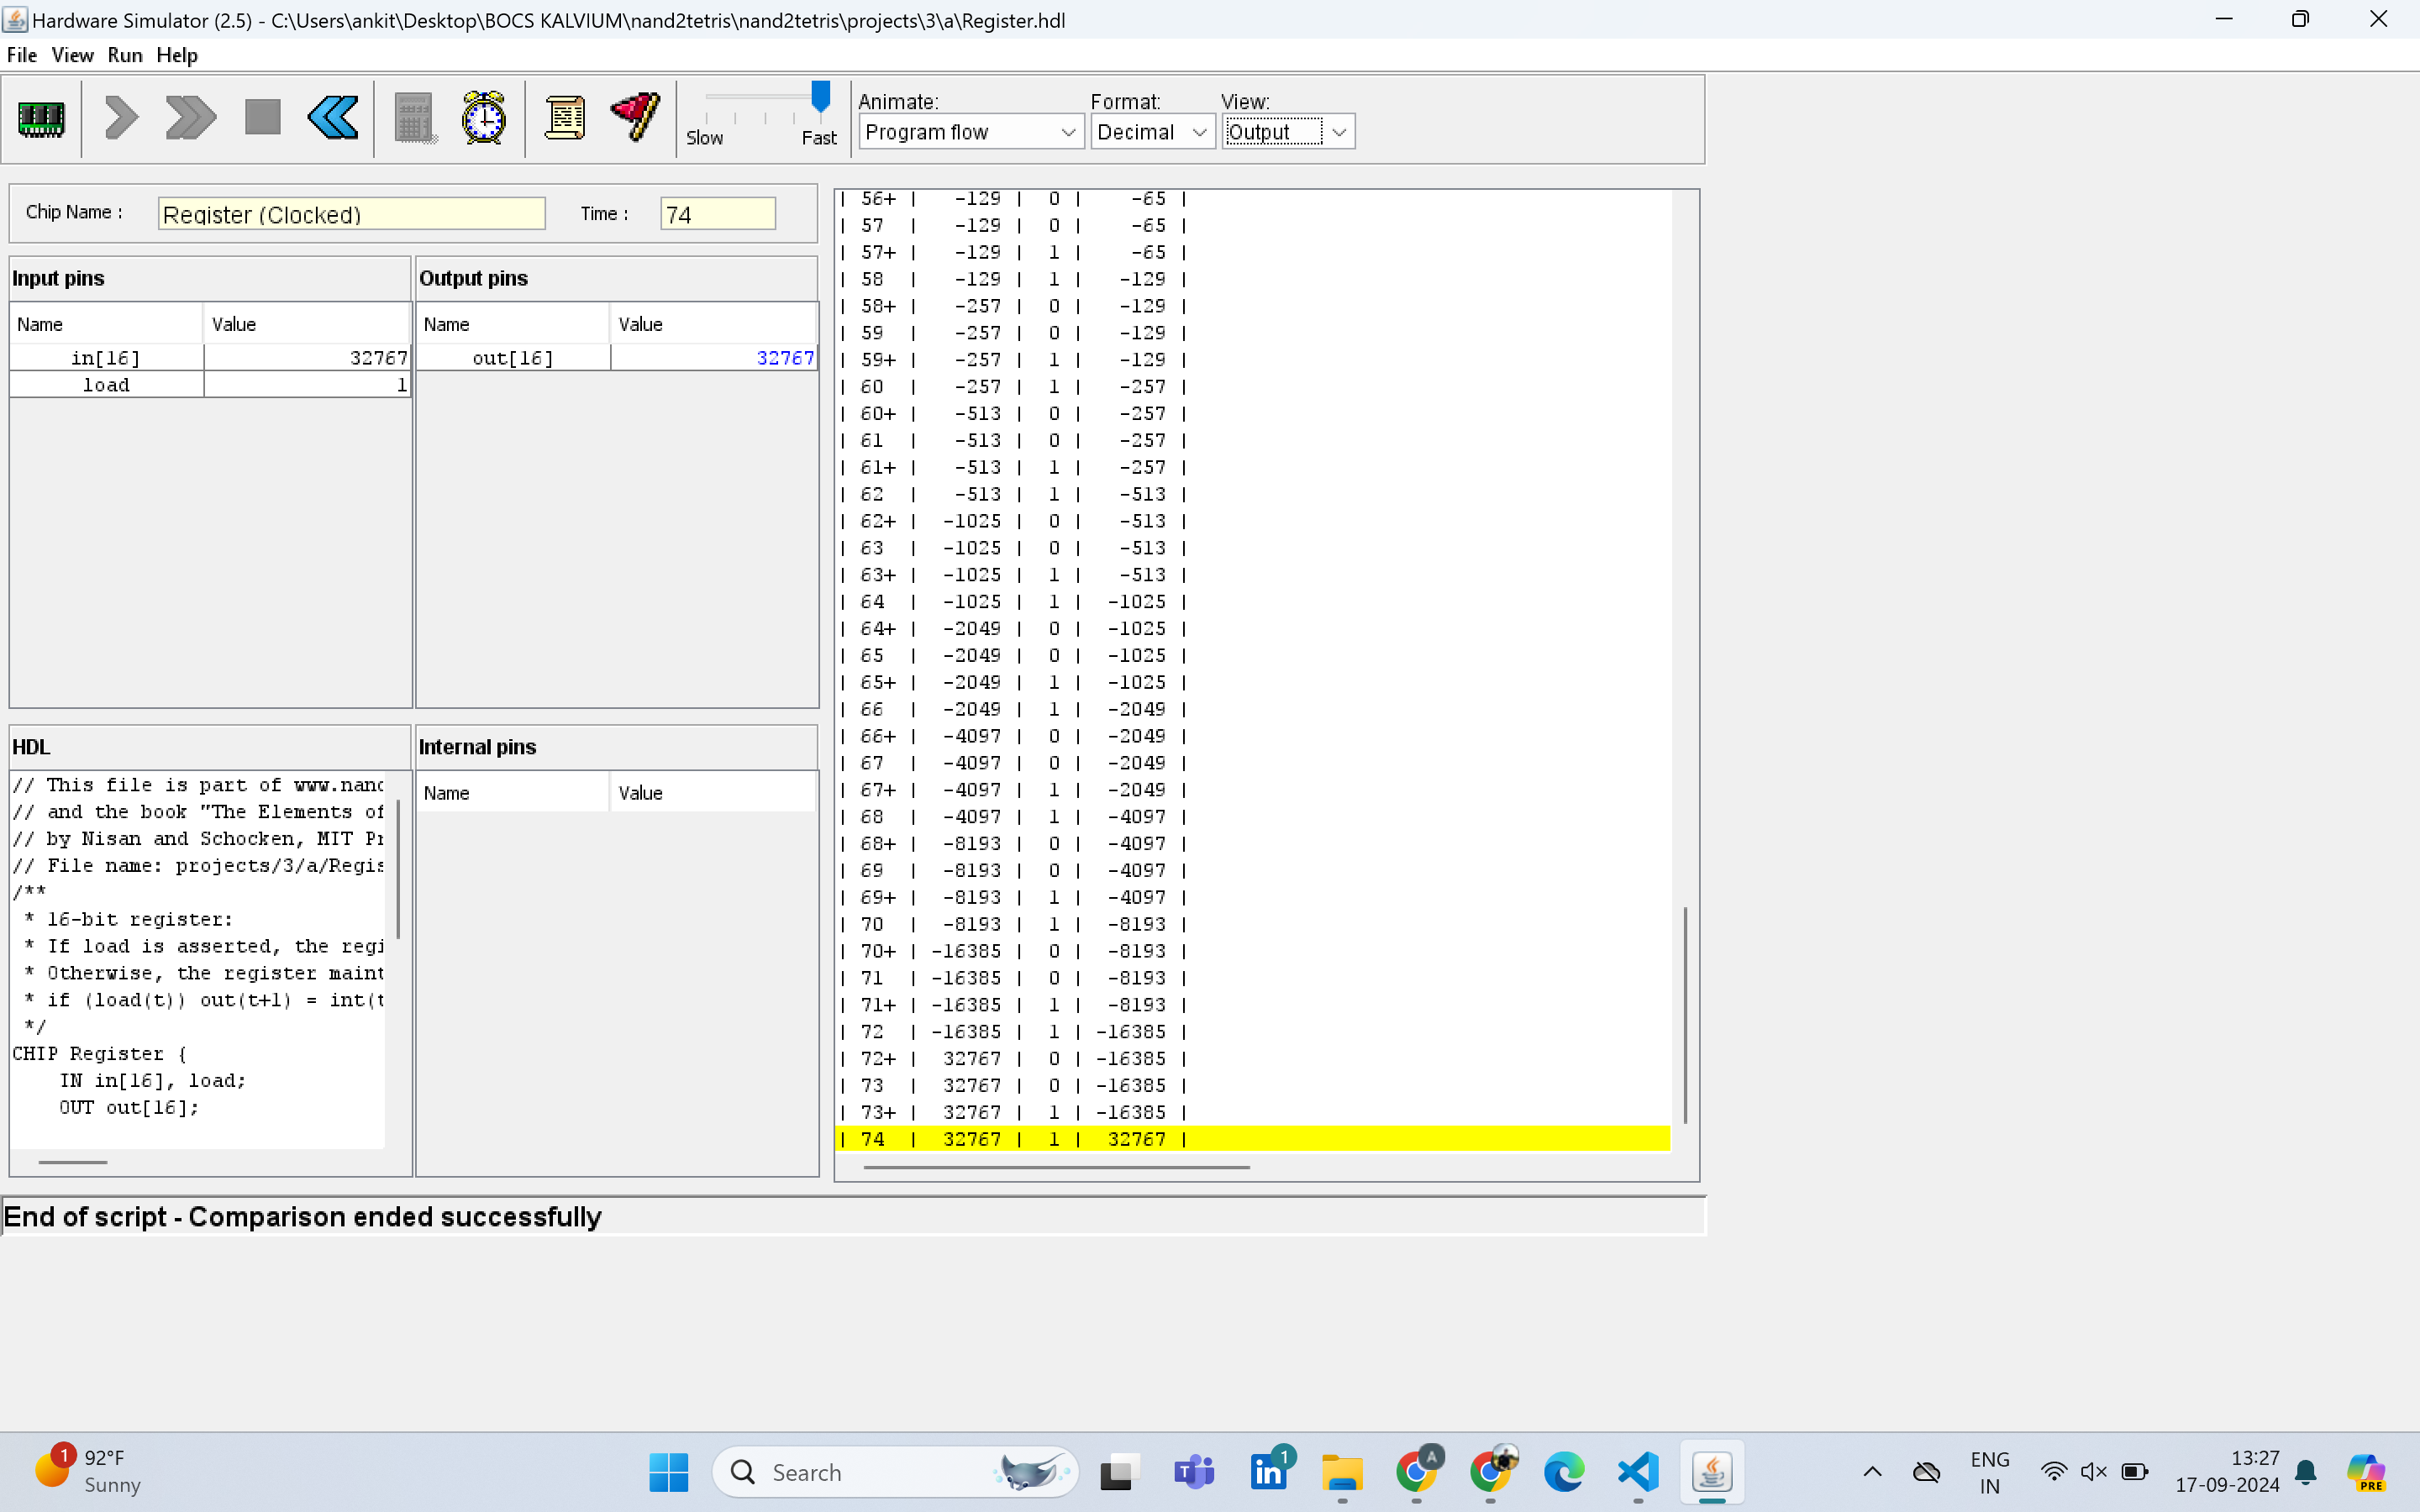 Hardware Simulator (2.5) - C:\Users\ankit\Desktop\BOCS KALVIUM\nand2tetris\nand2tetris\projects\3\a\Register.hdl
File View Run Help
Animate: Format: View:
Slow Fast Program flow Decimal Output
Chip Name : Register (Clocked) Time : 74
Input pins
Name Value
in[16] 32767
load 1
Output pins
Name Value
out[16] 32767
HDL
// This file is part of www.nand
// and the book "The Elements of
// by Nisan and Schocken, MIT Pr
// File name: projects/3/a/Regis
/**
* 16-bit register:
* If load is asserted, the regi
* Otherwise, the register maint
* if (load(t)) out(t+1) = int(t
*/
CHIP Register {
IN in[16], load;
OUT out[16];
Internal pins
Name Value
| 56+ | -129 | 0 | -65 |
| 57 | -129 | 0 | -65 |
| 57+ | -129 | 1 | -65 |
| 58 | -129 | 1 | -129 |
| 58+ | -257 | 0 | -129 |
| 59 | -257 | 0 | -129 |
| 59+ | -257 | 1 | -129 |
| 60 | -257 | 1 | -257 |
| 60+ | -513 | 0 | -257 |
| 61 | -513 | 0 | -257 |
| 61+ | -513 | 1 | -257 |
| 62 | -513 | 1 | -513 |
| 62+ | -1025 | 0 | -513 |
| 63 | -1025 | 0 | -513 |
| 63+ | -1025 | 1 | -513 |
| 64 | -1025 | 1 | -1025 |
| 64+ | -2049 | 0 | -1025 |
| 65 | -2049 | 0 | -1025 |
| 65+ | -2049 | 1 | -1025 |
| 66 | -2049 | 1 | -2049 |
| 66+ | -4097 | 0 | -2049 |
| 67 | -4097 | 0 | -2049 |
| 67+ | -4097 | 1 | -2049 |
| 68 | -4097 | 1 | -4097 |
| 68+ | -8193 | 0 | -4097 |
| 69 | -8193 | 0 | -4097 |
| 69+ | -8193 | 1 | -4097 |
| 70 | -8193 | 1 | -8193 |
| 70+ | -16385 | 0 | -8193 |
| 71 | -16385 | 0 | -8193 |
| 71+ | -16385 | 1 | -8193 |
| 72 | -16385 | 1 | -16385 |
| 72+ | 32767 | 0 | -16385 |
| 73 | 32767 | 0 | -16385 |
| 73+ | 32767 | 1 | -16385 |
| 74 | 32767 | 1 | 32767 |
End of script - Comparison ended successfully
1 92°F
Sunny
Search
T
in 1
A
ENG
IN
13:27
17-09-2024
PRE